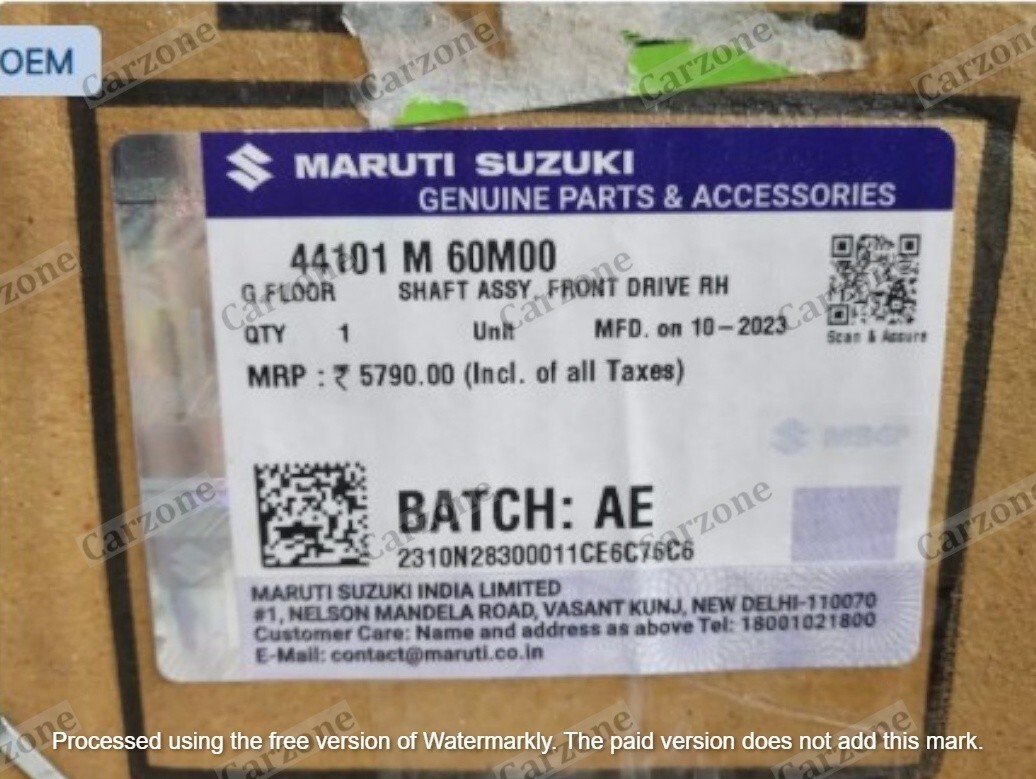 OEM
MARUTI SUZUKI
GENUINE PARTS & ACCESSORIES
44101 M 60M00
G.FLOOR SHAFT ASSY, FRONT DRIVE RH
QTY 1 Unit MFD. on 10-2023
Scan & Assure
MRP : ₹ 5790.00 (Incl. of all Taxes)
BATCH: AE
2310N28300011CE6C76C6
MARUTI SUZUKI INDIA LIMITED
#1, NELSON MANDELA ROAD, VASANT KUNJ, NEW DELHI-110070
Customer Care: Name and address as above Tel: 18001021800
E-Mail: contact@maruti.co.in
Carzone
Processed using the free version of Watermarkly. The paid version does not add this mark.